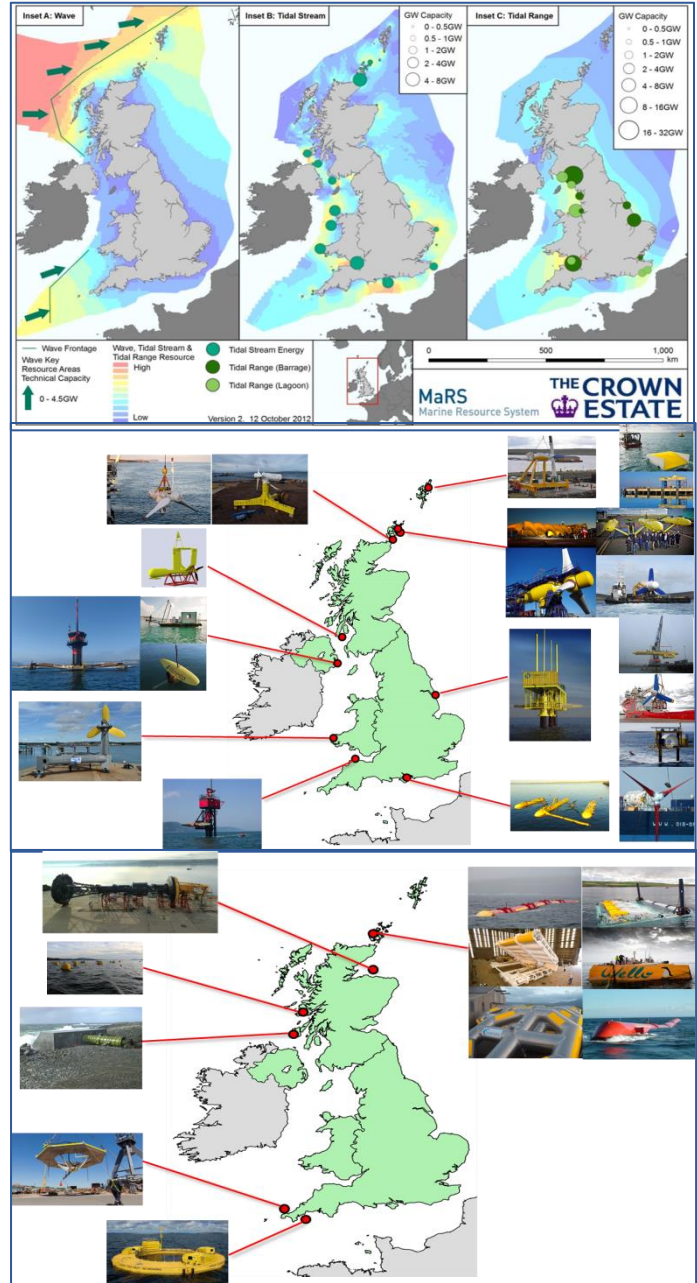 Inset A: Wave
Inset B: Tidal Stream
GW Capacity
0 - 0.5GW
0.5 - 1GW
1 - 2GW
2 - 4GW
4 - 8GW
Inset C: Tidal Range
GW Capacity
0 - 0.5GW
0.5 - 1GW
1 - 2GW
2 - 4GW
4 - 8GW
8 - 16GW
16 - 32GW
Wave Frontage
Wave Key
Resource Areas
Technical Capacity
0 - 4.5GW
Wave, Tidal Stream &
Tidal Range Resource
High
Low
Tidal Stream Energy
Tidal Range (Barrage)
Tidal Range (Lagoon)
Version 2. 12 October 2012
0 500 1,000
km
MaRS
Marine Resource System
THE CROWN
ESTATE
Wello